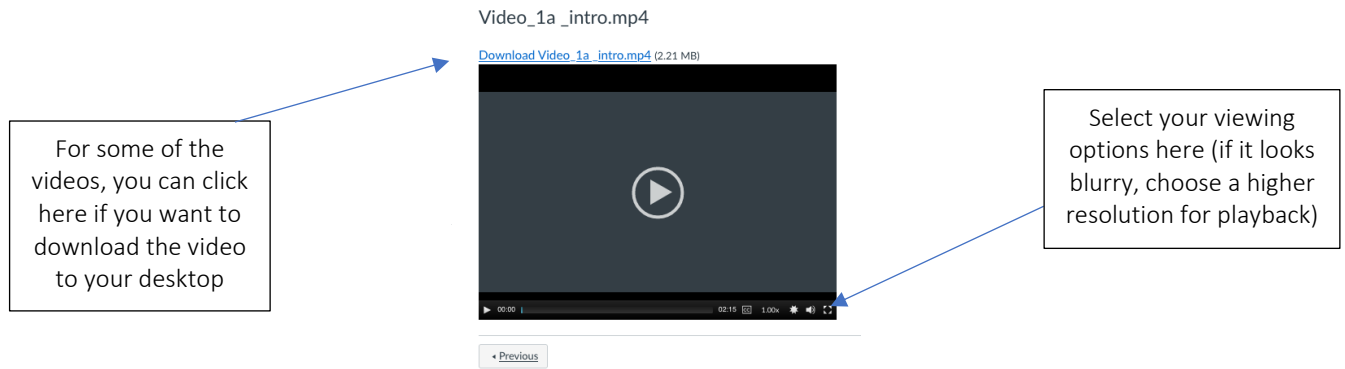 Video_1a _intro.mp4
Download Video_1a _intro.mp4 (2.21 MB)
For some of the
videos, you can click
here if you want to
download the video
to your desktop
Select your viewing
options here (if it looks
blurry, choose a higher
resolution for playback)
00:00 02:15 CC 1.00x
Previous